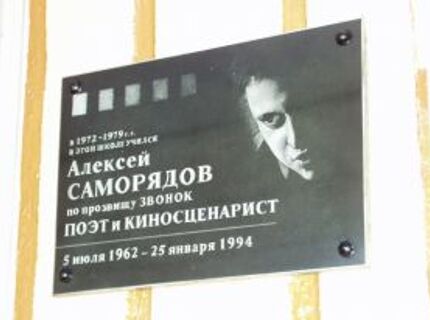 в 1972-1979 г.г.
В ЭТОЙ ШКОЛЕ УЧИЛСЯ
Алексей
САМОРЯДОВ
по прозвищу ЗВОНОК
ПОЭТ и КИНОСЦЕНАРИСТ
5 июля 1962 - 25 января 1994